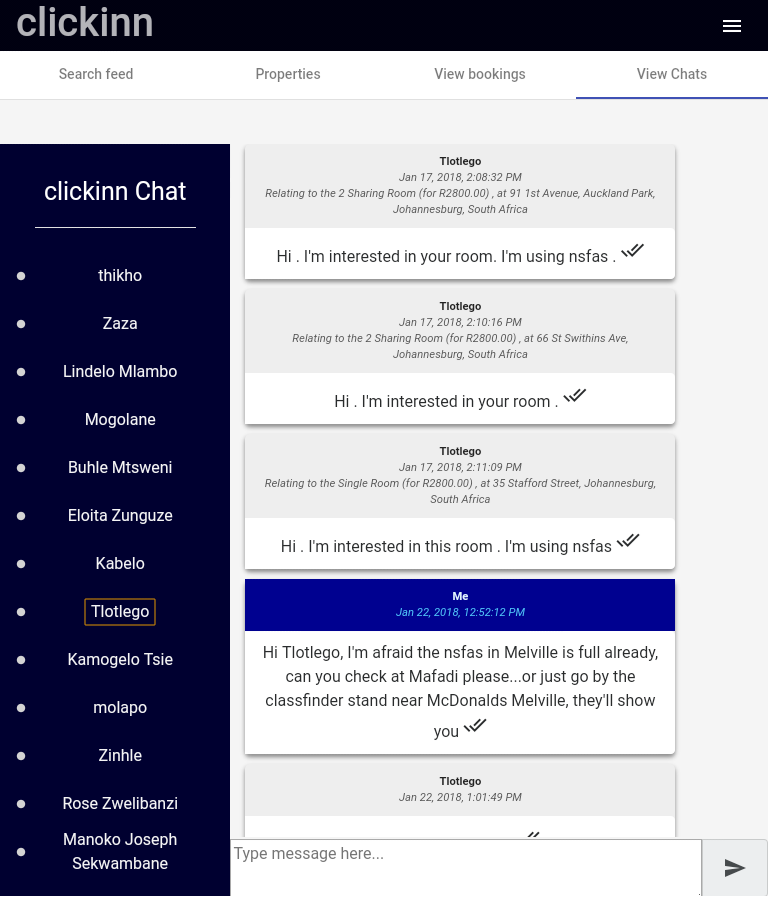 clickinn
Search feed
Properties
View bookings
View Chats
clickinn Chat
thikho
Zaza
Lindelo Mlambo
Mogolane
Buhle Mtsweni
Eloita Zunguze
Kabelo
Tlotlego
Kamogelo Tsie
molapo
Zinhle
Rose Zwelibanzi
Manoko Joseph
Sekwambane
Tlotlego
Jan 17, 2018, 2:08:32 PM
Relating to the 2 Sharing Room (for R2800.00) , at 91 1st Avenue, Auckland Park,
Johannesburg, South Africa
Hi . I'm interested in your room. I'm using nsfas .
Tlotlego
Jan 17, 2018, 2:10:16 PM
Relating to the 2 Sharing Room (for R2800.00) , at 66 St Swithins Ave,
Johannesburg, South Africa
Hi . I'm interested in your room .
Tlotlego
Jan 17, 2018, 2:11:09 PM
Relating to the Single Room (for R2800.00) , at 35 Stafford Street, Johannesburg,
South Africa
Hi . I'm interested in this room . I'm using nsfas
Me
Jan 22, 2018, 12:52:12 PM
Hi Tlotlego, I'm afraid the nsfas in Melville is full already,
can you check at Mafadi please...or just go by the
classfinder stand near McDonalds Melville, they'll show
you
Tlotlego
Jan 22, 2018, 1:01:49 PM
Type message here...